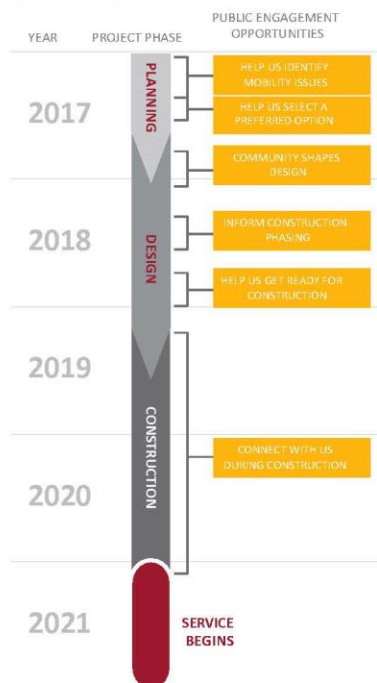 YEAR
PROJECT PHASE
PUBLIC ENGAGEMENT
OPPORTUNITIES
2017
PLANNING
HELP US IDENTIFY
MOBILITY ISSUES
HELP US SELECT A
PREFERRED OPTION
COMMUNITY SHAPES
DESIGN
2018
DESIGN
INFORM CONSTRUCTION
PHASING
HELP US GET READY FOR
CONSTRUCTION
2019
CONSTRUCTION
2020
CONNECT WITH US
DURING CONSTRUCTION
2021
SERVICE
BEGINS